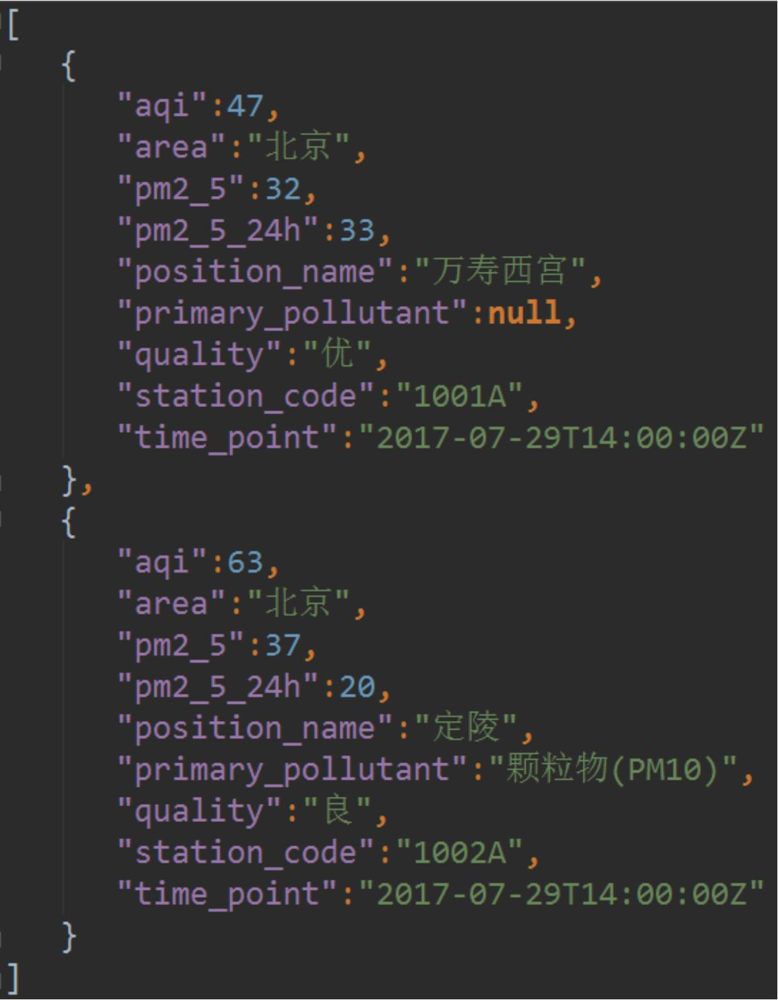 [
{
"aqi":47,
"area":"北京",
"pm2_5":32,
"pm2_5_24h":33,
"position_name":"万寿西宫",
"primary_pollutant":null,
"quality":"优",
"station_code":"1001A",
"time_point":"2017-07-29T14:00:00Z"
},
{
"aqi":63,
"area":"北京",
"pm2_5":37,
"pm2_5_24h":20,
"position_name":"定陵",
"primary_pollutant":"颗粒物(PM10)",
"quality":"良",
"station_code":"1002A",
"time_point":"2017-07-29T14:00:00Z"
}
]